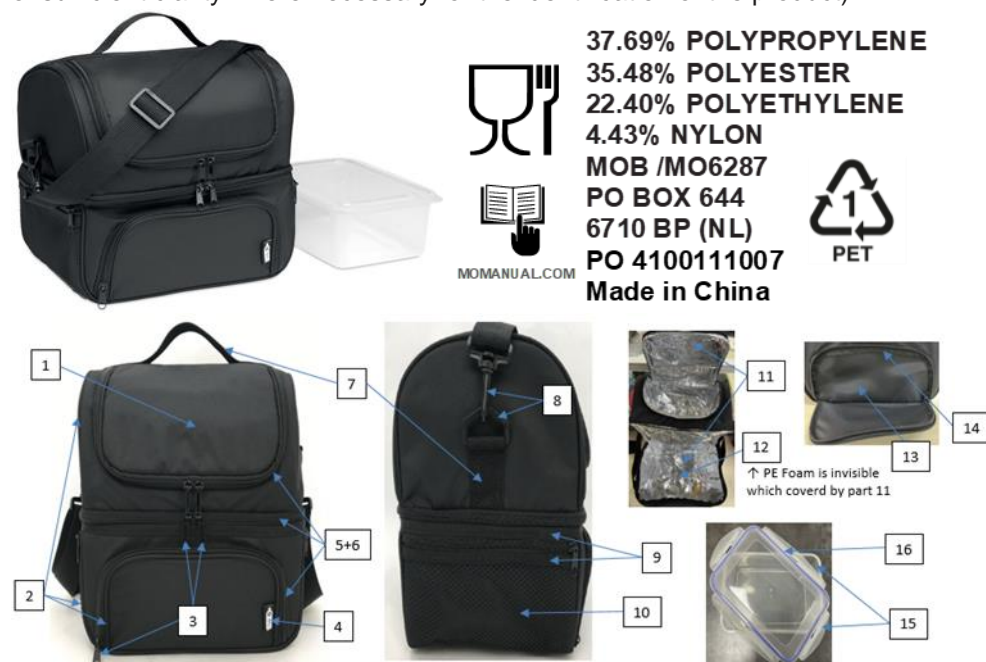 37.69% POLYPROPYLENE
35.48% POLYESTER
22.40% POLYETHYLENE
4.43% NYLON
MOB /MO6287
PO BOX 644
6710 BP (NL)
PO 4100111007
Made in China
MOMANUAL.COM
1
PET
1
2
3
4
5+6
7
8
9
10
11
12
↑ PE Foam is invisible
which coverd by part 11
13
14
15
16